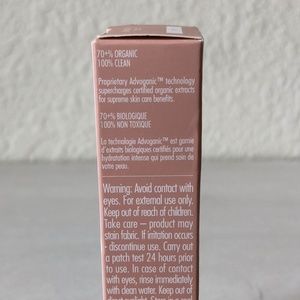 70+% ORGANIC
100% CLEAN
Proprietary Advoganic™ technology
supercharges certified organic extracts
for supreme skin care benefits.
70+% BIOLOGIQUE
100% NON TOXIQUE
La technologie Advoganic™ est garnie
d'extraits biologiques certifiés pour une
hydratation intense qui prend soin de
votre peau.
Warning: Avoid contact with
eyes. For external use only.
Keep out of reach of children.
Take care – product may
stain fabric. If irritation occurs
- discontinue use. Carry out
a patch test 24 hours prior
to use. In case of contact
with eyes, rinse immediately
with clean water. Keep out of